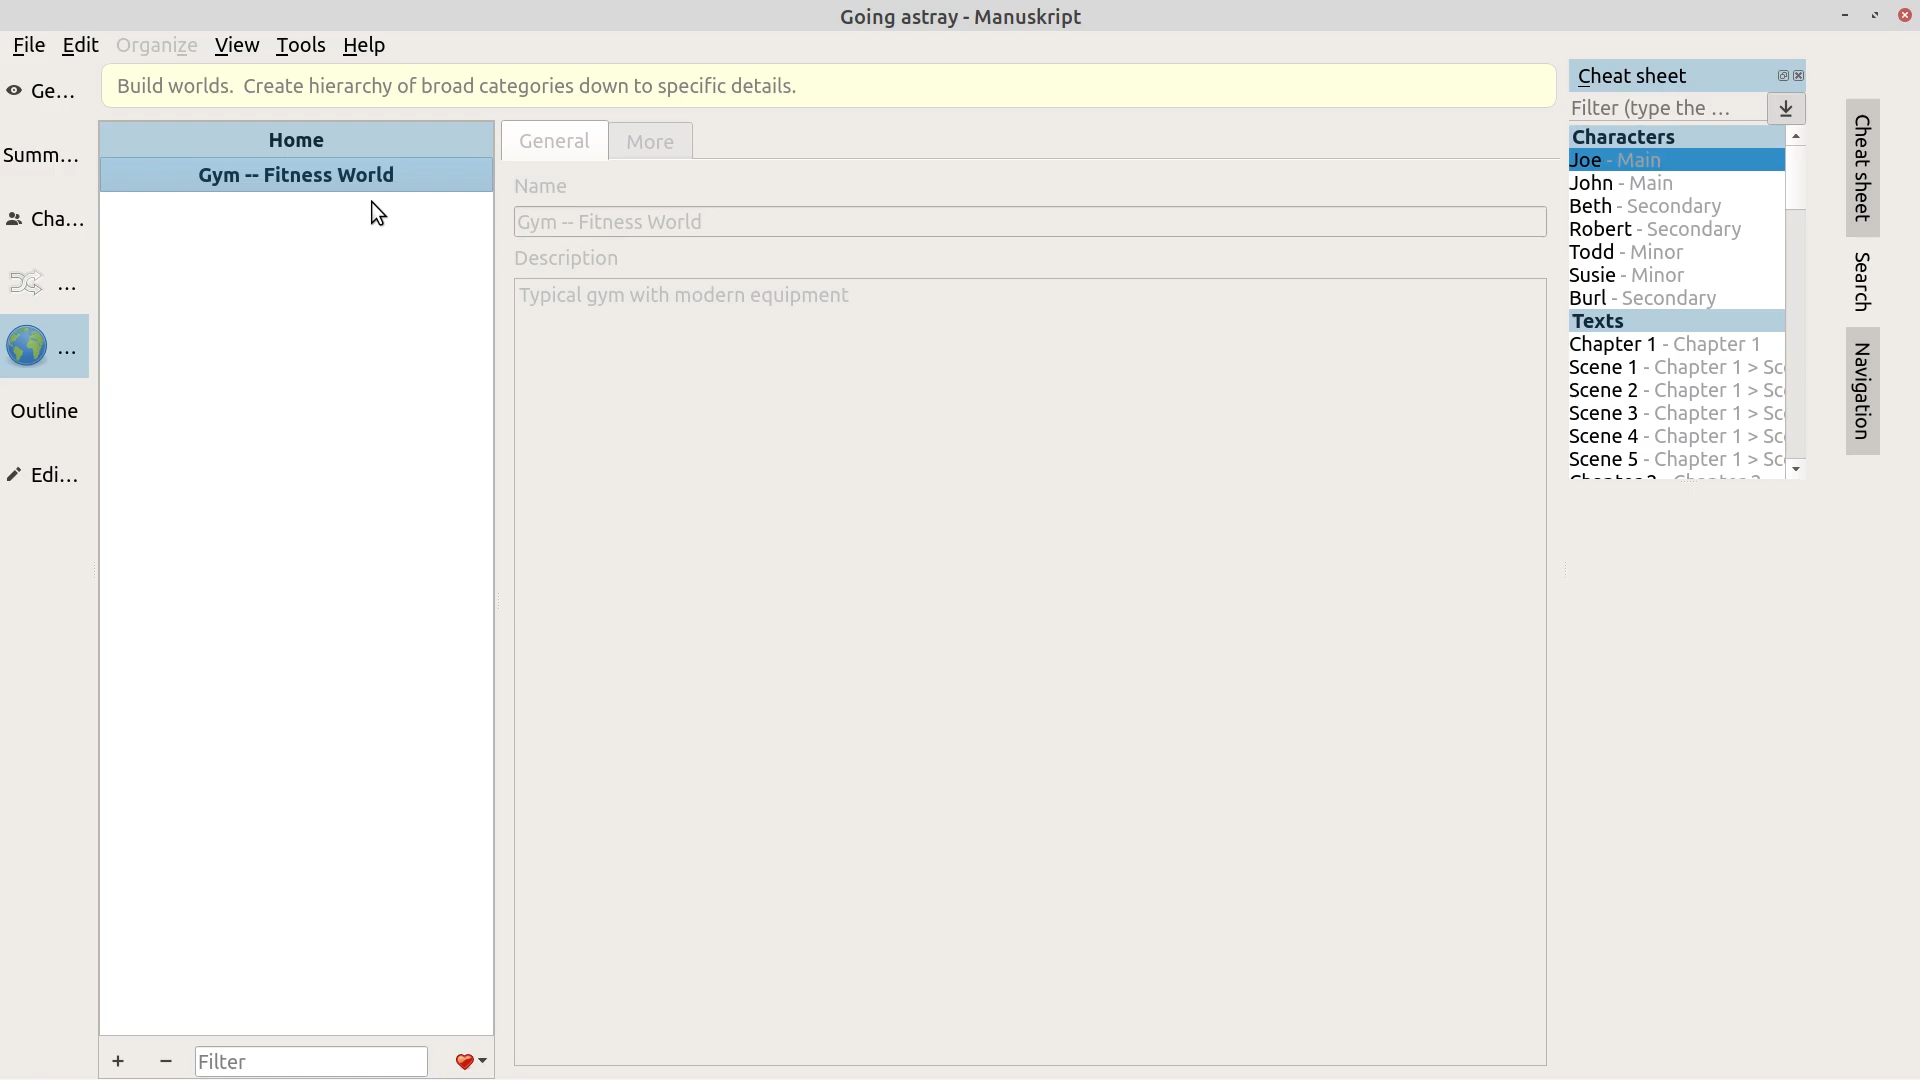 Going astray - Manuskript
File Edit Organize View Tools Help
Ge...
Summ...
Cha...
...
...
Outline
Edi...
Build worlds. Create hierarchy of broad categories down to specific details.
Home
Gym -- Fitness World
Filter
General More
Name
Gym -- Fitness World
Description
Typical gym with modern equipment
Cheat sheet
Filter (type the ...
Characters
Joe - Main
John - Main
Beth - Secondary
Robert - Secondary
Todd - Minor
Susie - Minor
Burl - Secondary
Texts
Chapter 1 - Chapter 1
Scene 1 - Chapter 1 > Sc
Scene 2 - Chapter 1 > Sc
Scene 3 - Chapter 1 > Sc
Scene 4 - Chapter 1 > Sc
Scene 5 - Chapter 1 > Sc
Cheat sheet
Search
Navigation